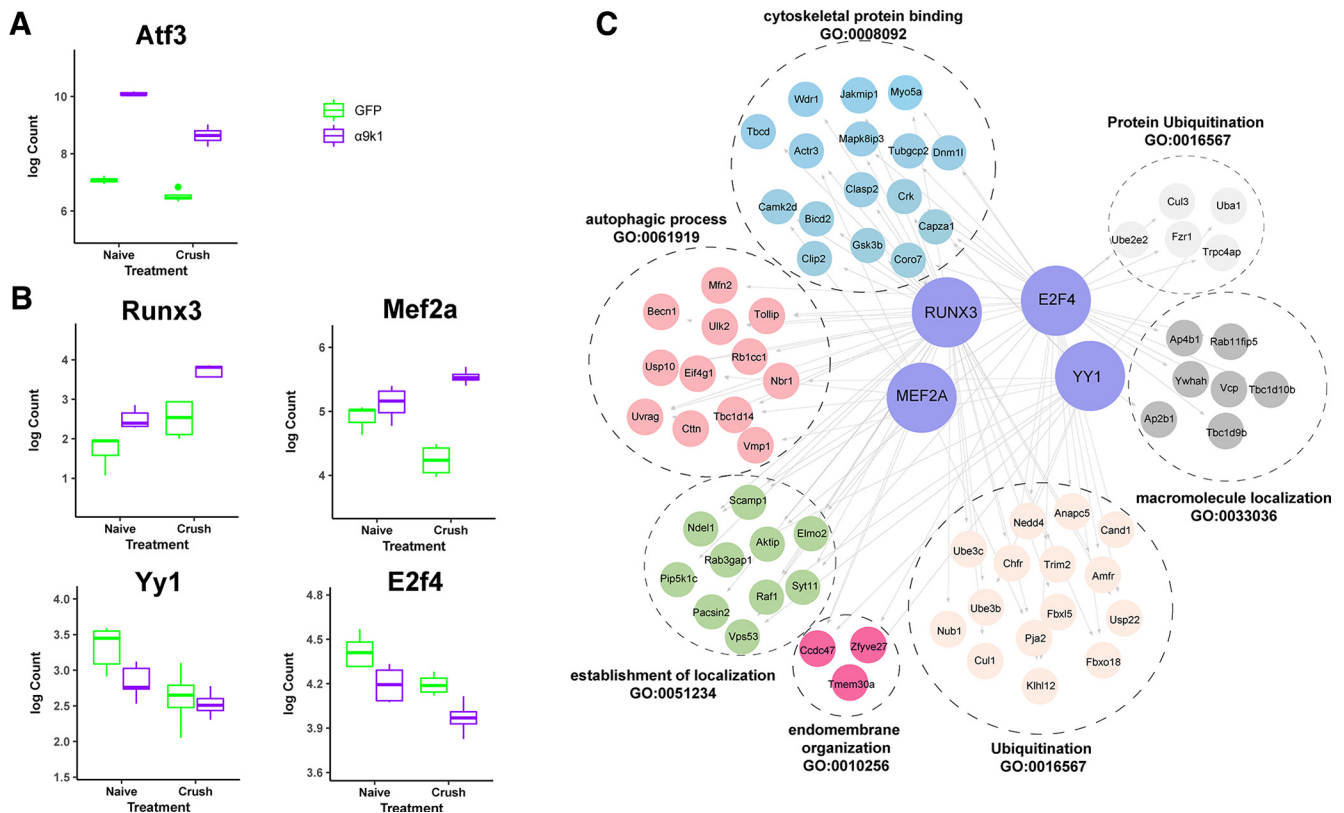 A
Atf3
log Count
10
8
6
Naive
Crush
Treatment
GFP
α9k1
B
Runx3
log Count
4
3
2
1
Naive
Crush
Treatment
Mef2a
6
5
4
Naive
Crush
Yy1
log Count
4.0
3.5
3.0
2.5
2.0
1.5
Naive
Crush
Treatment
E2f4
log Count
4.8
4.5
4.2
3.9
3.6
Naive
Crush
Treatment
C
cytoskeletal protein binding
GO:0008092
Wdr1
Jakmip1
Myo5a
Tbcd
Actr3
Mapk8ip3
Tubgcp2
Dnm1l
Clasp2
Crk
Camk2d
Bicd2
Capza1
Gsk3b
Clip2
Coro7
Protein Ubiquitination
GO:0016567
Cul3
Uba1
Ube2e2
Fzr1
Trpc4ap
autophagic process
GO:0061919
Mfn2
Becn1
Ulk2
Tollip
Usp10
Eif4g1
Rb1cc1
Nbr1
Uvrag
Cttn
Tbc1d14
Vmp1
RUNX3
E2F4
MEF2A
YY1
Ap4b1
Rab11fip5
Ywhah
Vcp
Tbc1d10b
Ap2b1
Tbc1d9b
macromolecule localization
GO:0033036
Scamp1
Ndel1
Aktip
Elmo2
Rab3gap1
Pip5k1c
Raf1
Syt11
Pacsin2
Vps53
establishment of localization
GO:0051234
Ccdc47
Zfyve27
Tmem30a
endomembrane
organization
GO:0010256
Nedd4
Anapc5
Cand1
Ube3c
Chfr
Trim2
Amfr
Ube3b
Fbxl5
Usp22
Nub1
Pja2
Cul1
Fbxo18
Klhl12
Ubiquitination
GO:0016567